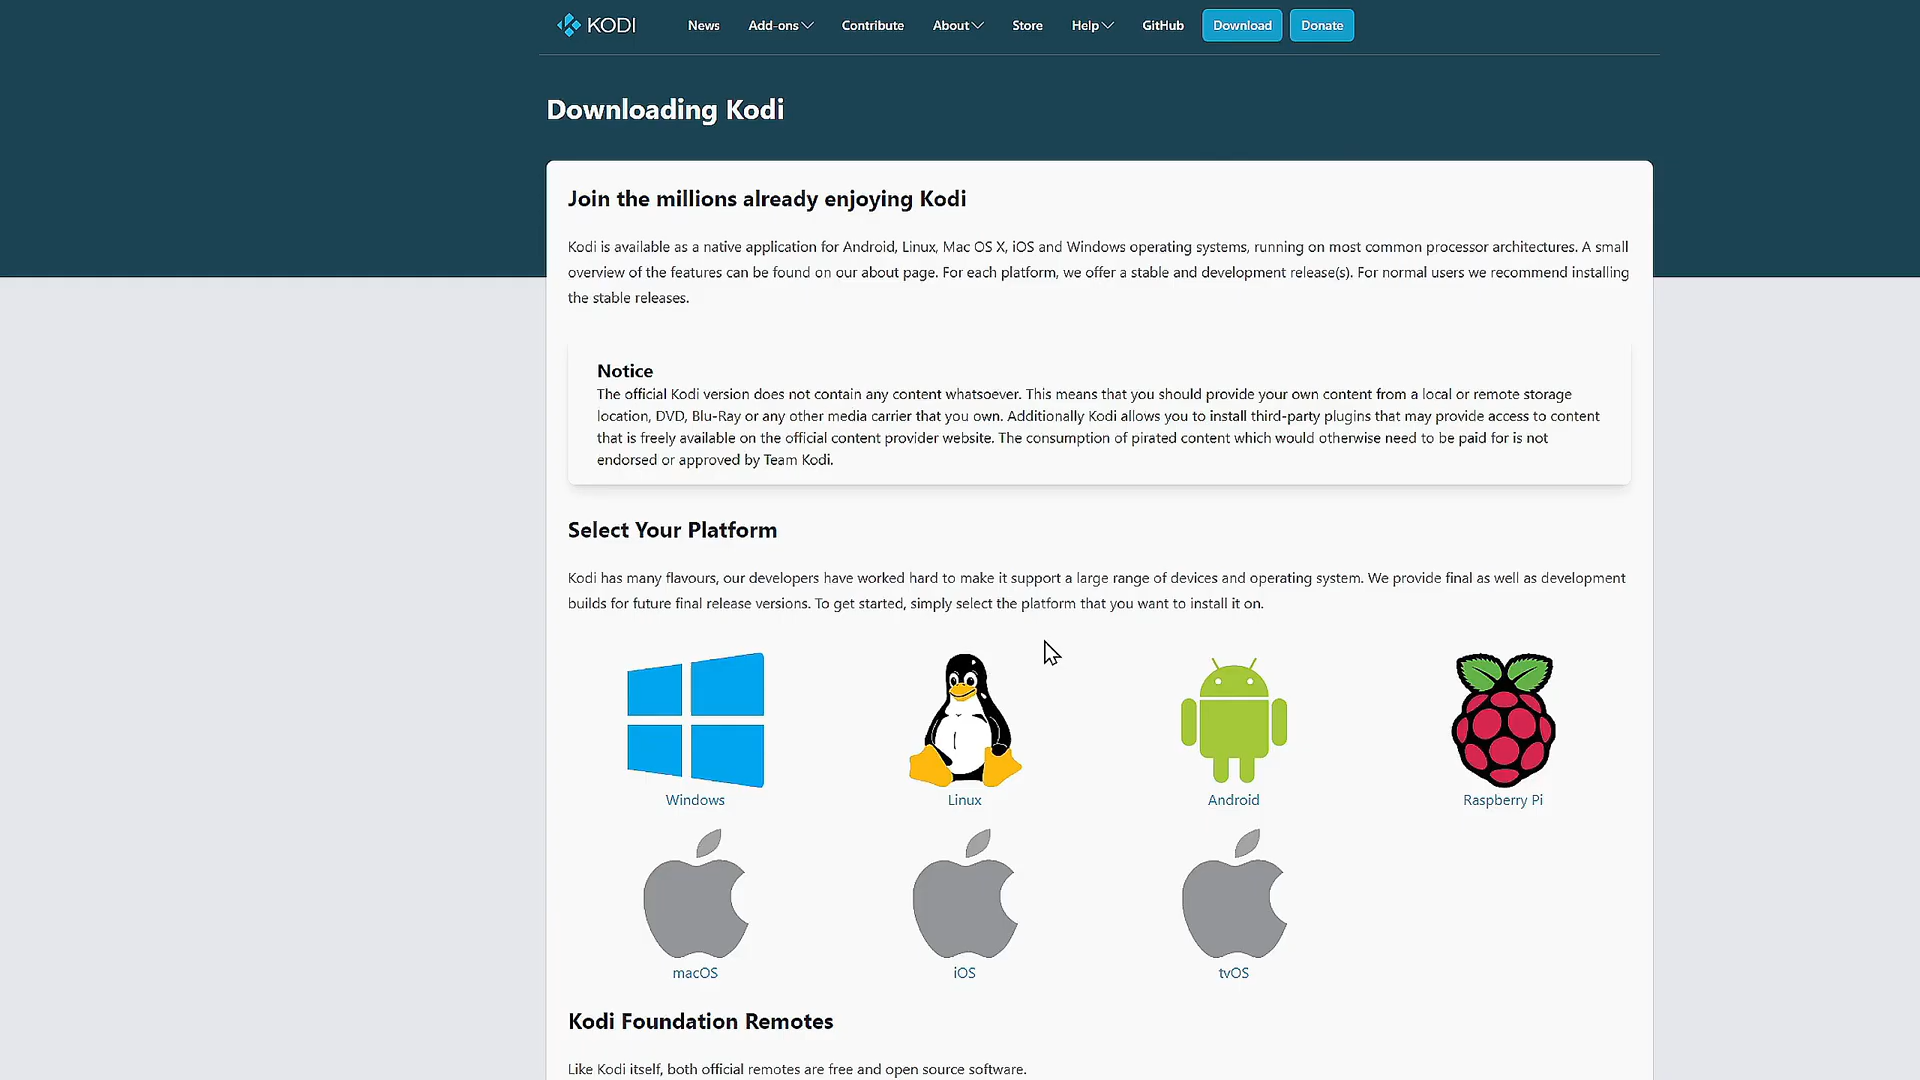 KODI News Add-ons Contribute About Store Help GitHub Download Donate
Downloading Kodi
Join the millions already enjoying Kodi
Kodi is available as a native application for Android, Linux, Mac OS X, iOS and Windows operating systems, running on most common processor architectures. A small
overview of the features can be found on our about page. For each platform, we offer a stable and development release(s). For normal users we recommend installing
the stable releases.
Notice
The official Kodi version does not contain any content whatsoever. This means that you should provide your own content from a local or remote storage
location, DVD, Blu-Ray or any other media carrier that you own. Additionally Kodi allows you to install third-party plugins that may provide access to content
that is freely available on the official content provider website. The consumption of pirated content which would otherwise need to be paid for is not
endorsed or approved by Team Kodi.
Select Your Platform
Kodi has many flavours, our developers have worked hard to make it support a large range of devices and operating system. We provide final as well as development
builds for future final release versions. To get started, simply select the platform that you want to install it on.
Windows Linux Android Raspberry Pi
macOS iOS tvOS
Kodi Foundation Remotes
Like Kodi itself, both official remotes are free and open source software.